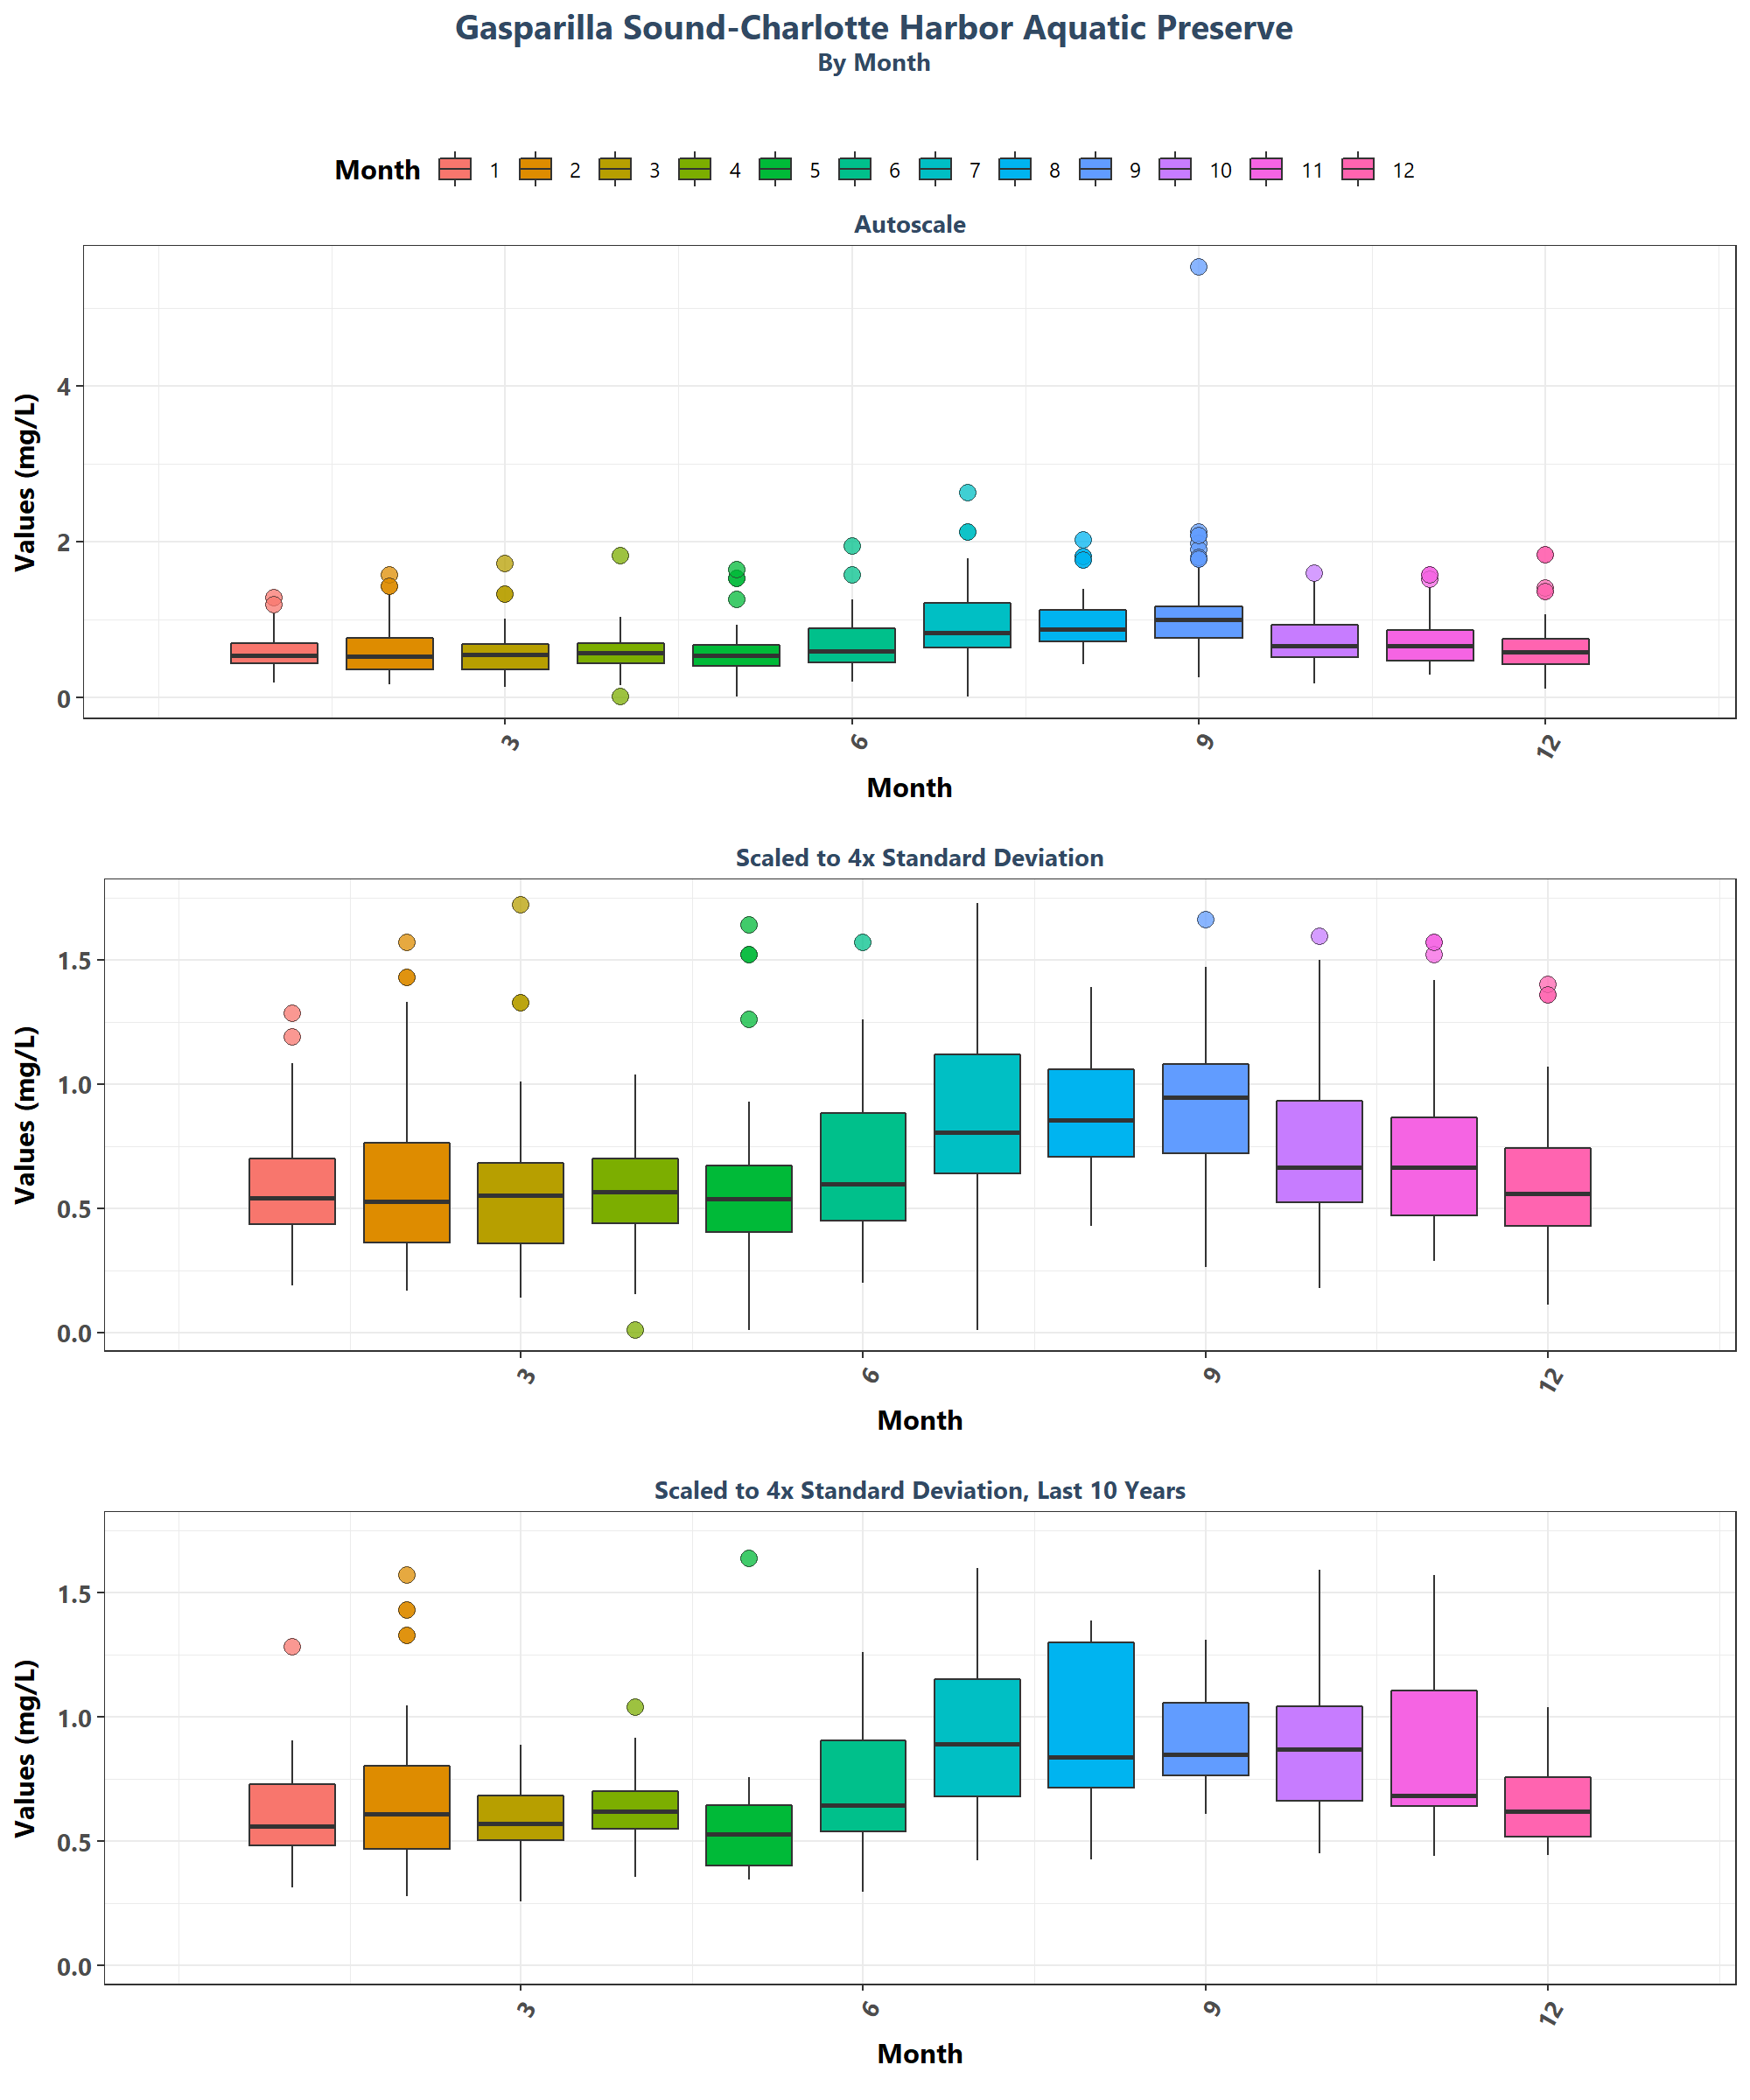 Gasparilla Sound-Charlotte Harbor Aquatic Preserve
By Month
Month 1 2 3 4 5 6 7 8 9 10 11 12
Autoscale
Values (mg/L)
4
2
0
3 6 9 12
Month
Scaled to 4x Standard Deviation
Values (mg/L)
1.5
1.0
0.5
0.0
3 6 9 12
Month
Scaled to 4x Standard Deviation, Last 10 Years
Values (mg/L)
1.5
1.0
0.5
0.0
3 6 9 12
Month